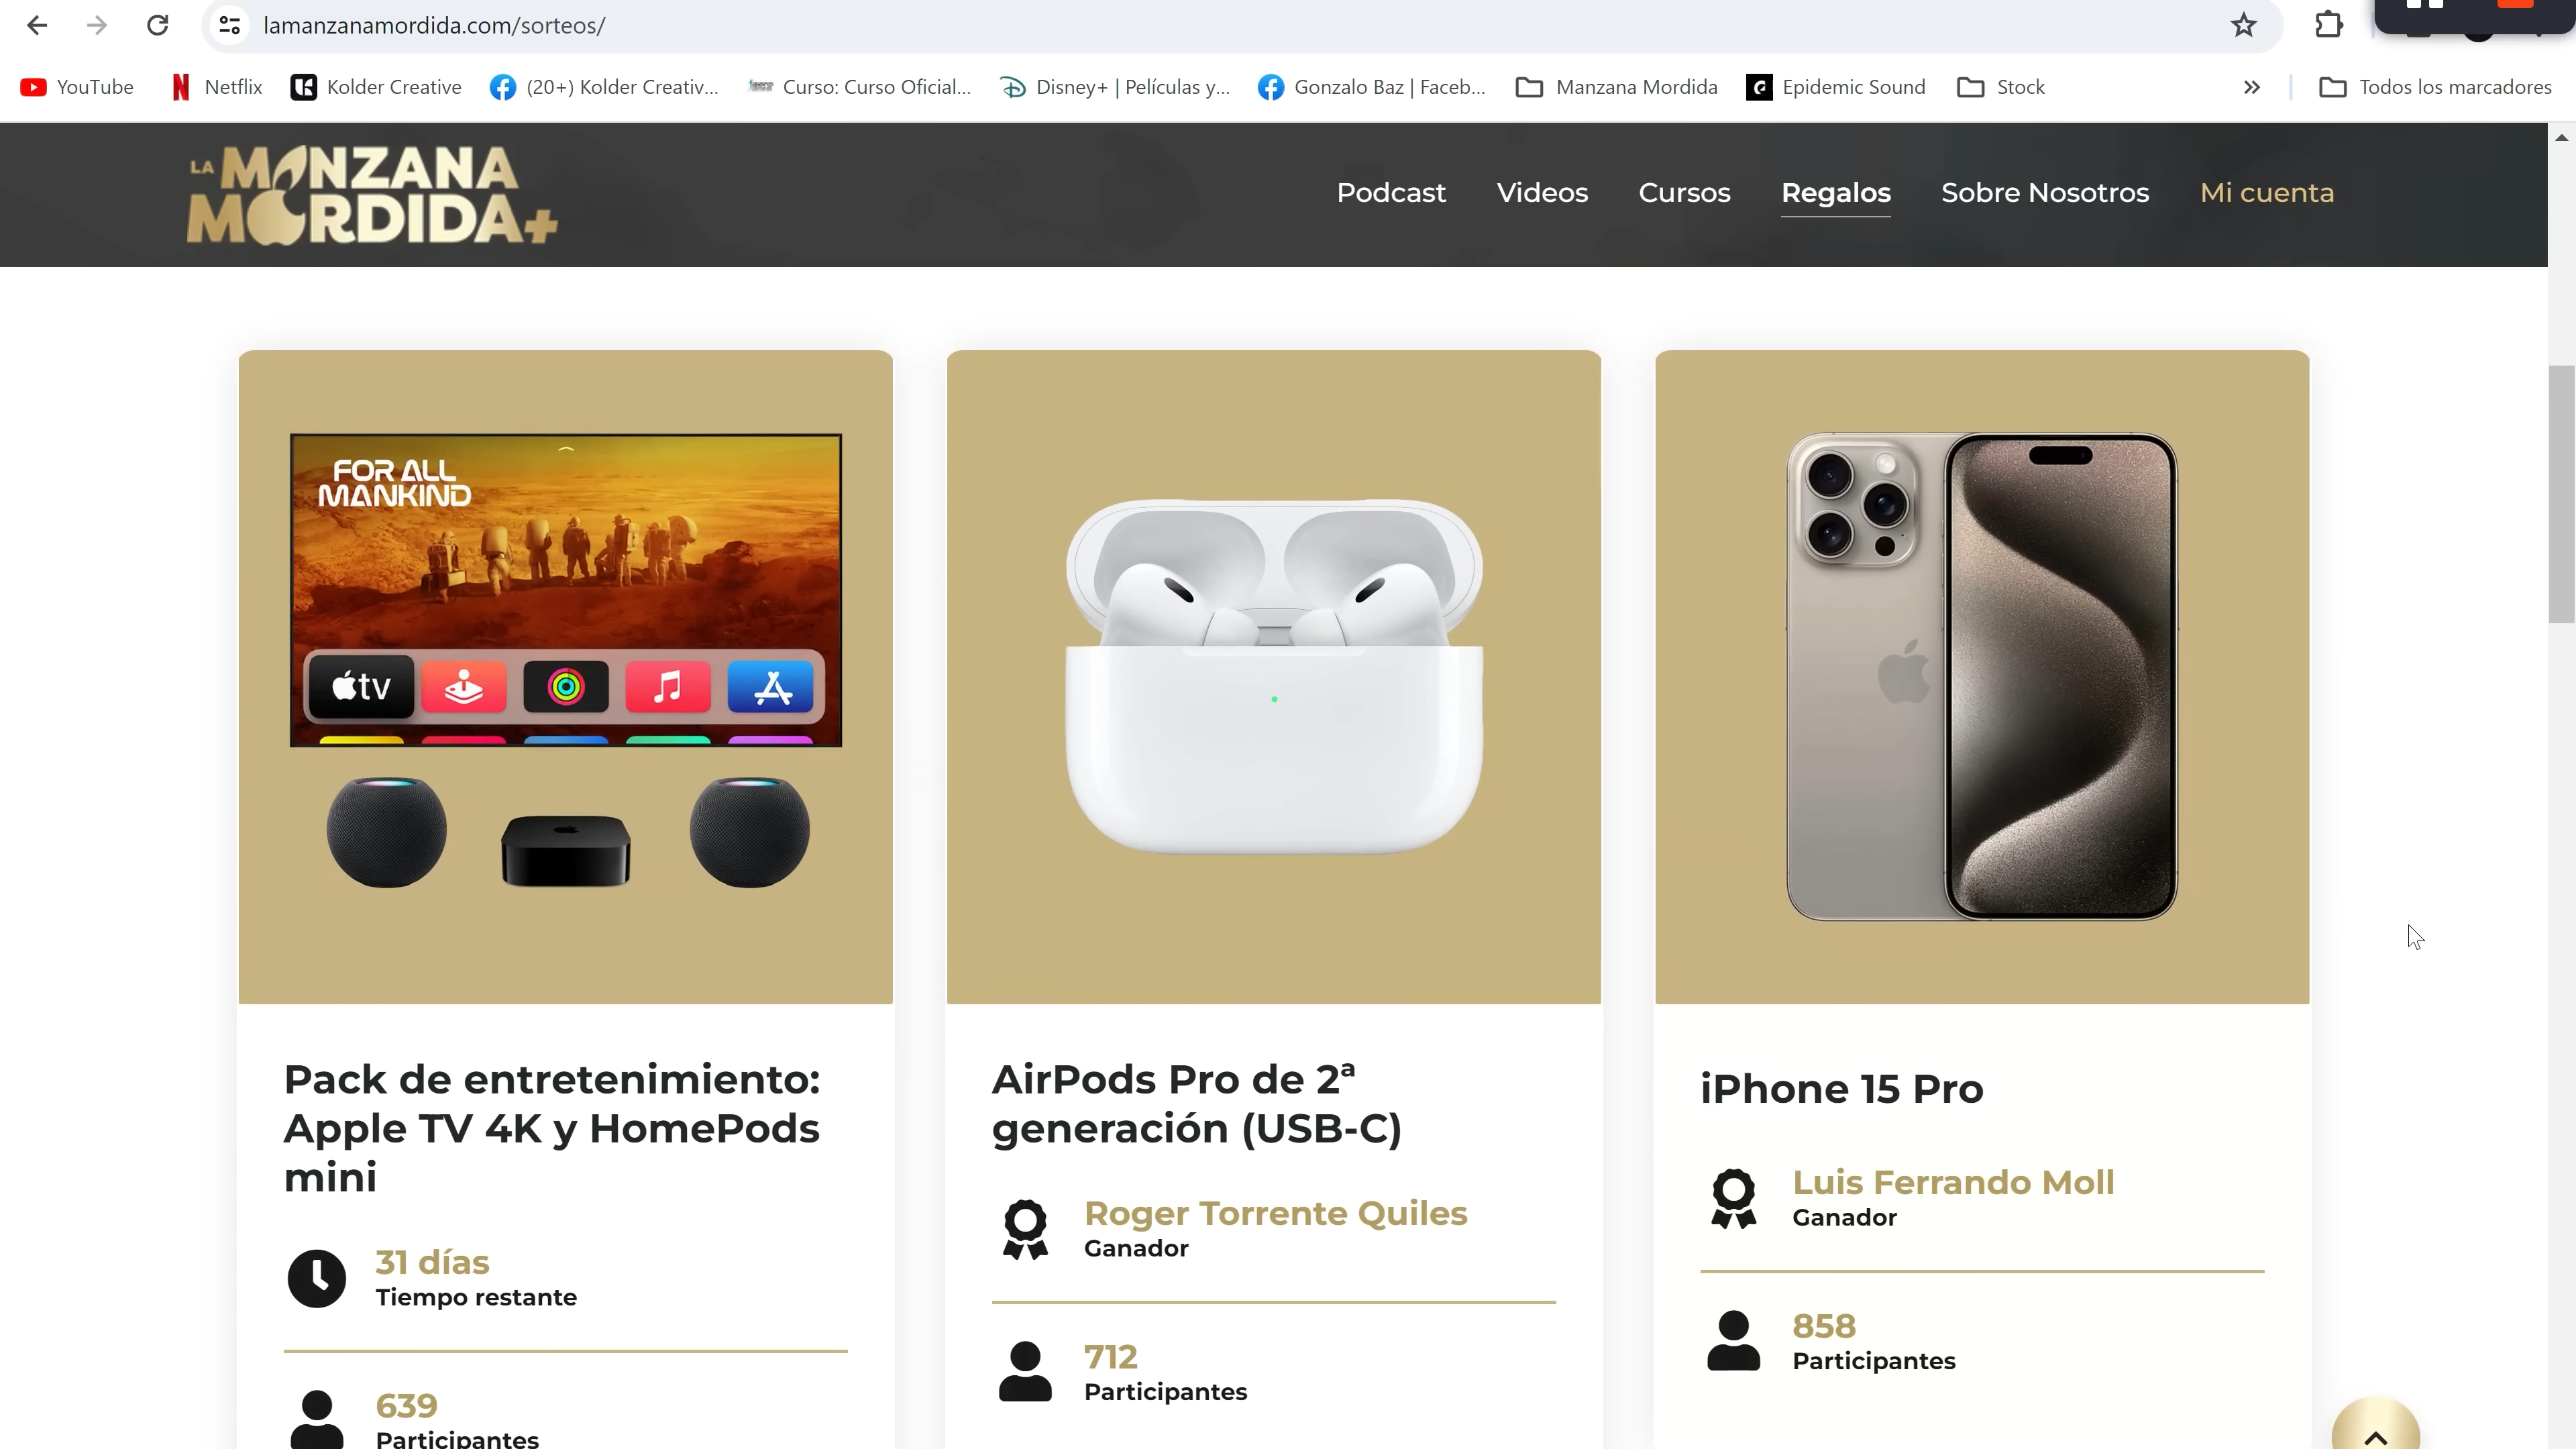 lamanzanamordida.com/sorteos/
YouTube
Netflix
Kolder Creative
(20+) Kolder Creativ...
Curso: Curso Oficial...
Disney+ | Películas y...
Gonzalo Baz | Faceb...
Manzana Mordida
Epidemic Sound
Stock
Todos los marcadores
LA MANZANA
MORDIDA+
Podcast
Videos
Cursos
Regalos
Sobre Nosotros
Mi cuenta
FOR ALL
MANKIND
tv
Pack de entretenimiento:
Apple TV 4K y HomePods
mini
31 días
Tiempo restante
639
Participantes
AirPods Pro de 2ª
generación (USB-C)
Roger Torrente Quiles
Ganador
712
Participantes
iPhone 15 Pro
Luis Ferrando Moll
Ganador
858
Participantes